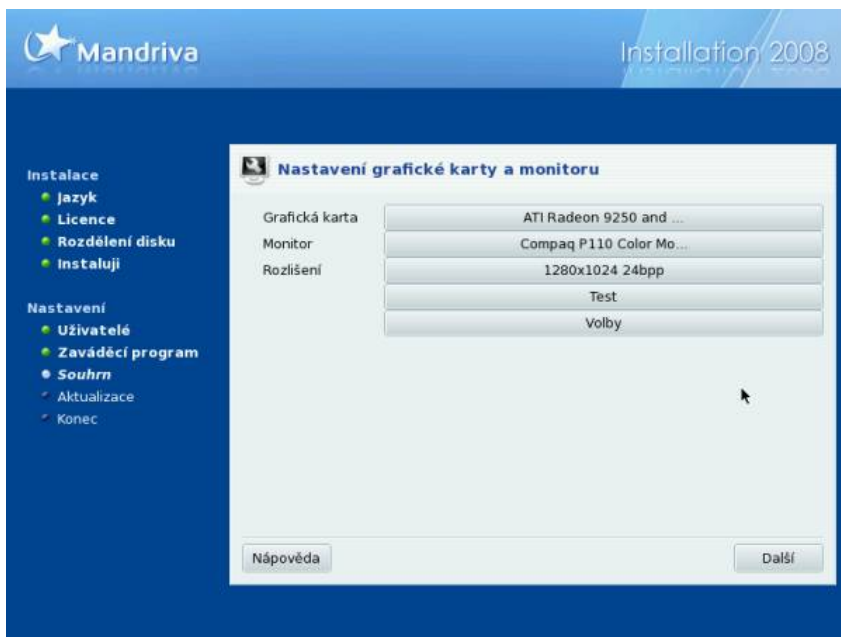 Mandriva
Installation 2008
Instalace
Jazyk
Licence
Rozdělení disku
Instaluji
Nastavení
Uživatelé
Zaváděcí program
Souhrn
Aktualizace
Konec
Nastavení grafické karty a monitoru
Grafická karta ATI Radeon 9250 and ...
Monitor Compaq P110 Color Mo...
Rozlišení 1280x1024 24bpp
Test
Volby
Nápověda Další